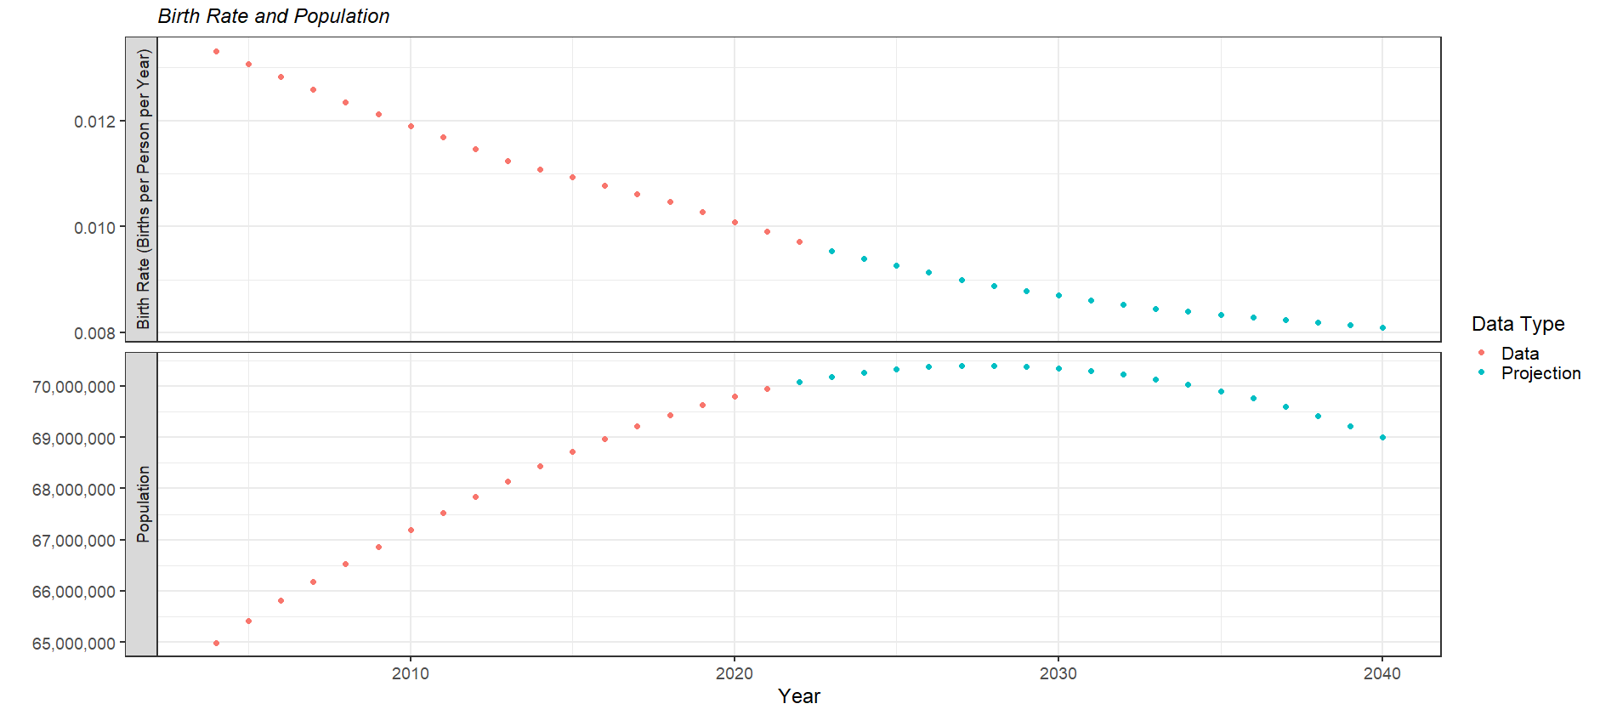 Birth Rate and Population
Birth Rate (Births per Person per Year)
0.012
0.010
0.008
Population
70,000,000
69,000,000
68,000,000
67,000,000
66,000,000
65,000,000
2010
2020
2030
2040
Year
Data Type
Data
Projection